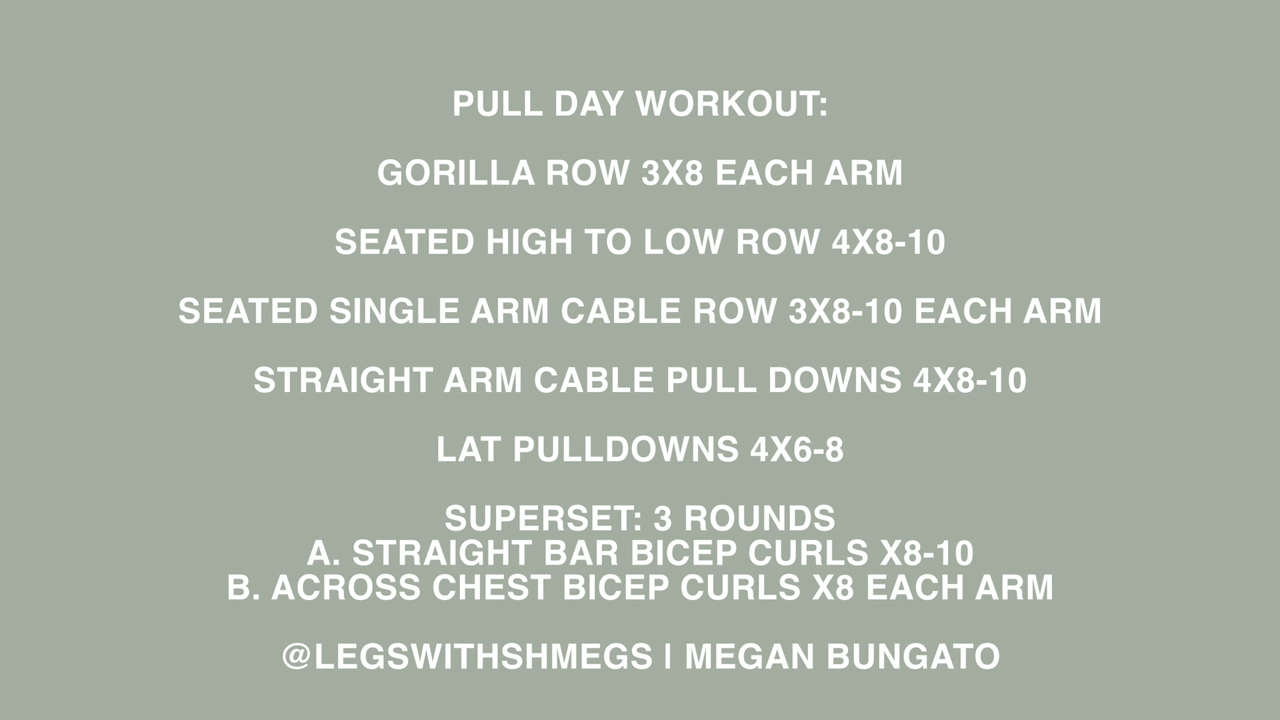 PULL DAY WORKOUT:
GORILLA ROW 3X8 EACH ARM
SEATED HIGH TO LOW ROW 4X8-10
SEATED SINGLE ARM CABLE ROW 3X8-10 EACH ARM
STRAIGHT ARM CABLE PULL DOWNS 4X8-10
LAT PULLDOWNS 4X6-8
SUPERSET: 3 ROUNDS
A. STRAIGHT BAR BICEP CURLS X8-10
B. ACROSS CHEST BICEP CURLS X8 EACH ARM
@LEGSWITHSHMEGS | MEGAN BUNGATO